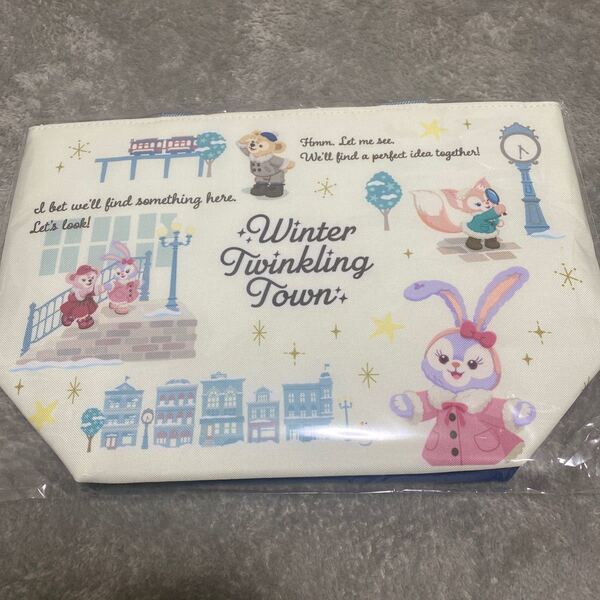 Hmm. Let me see.
We'll find a perfect idea together!
I bet we'll find something here.
Let's look!
Winter
Twinkling
Town